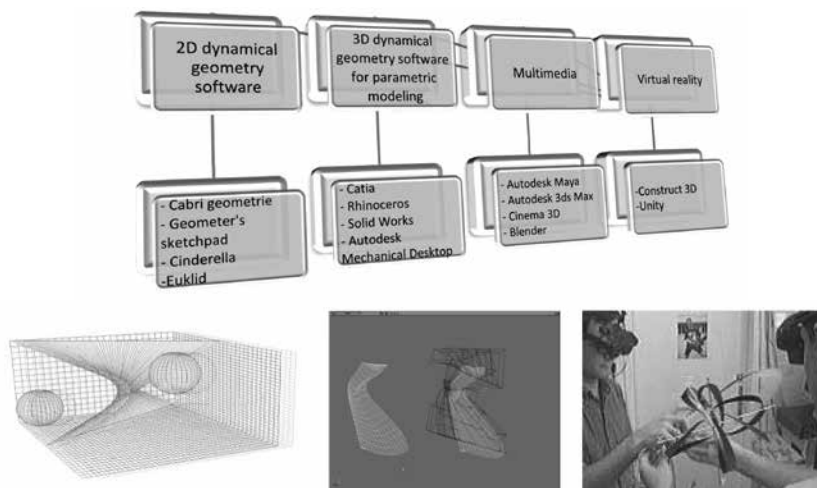 2D dynamical
geometry
software
3D dynamical
geometry software
for parametric
modeling
Multimedia
Virtual reality
- Cabri geometrie
- Geometer's
sketchpad
- Cinderella
-Euklid
- Catia
- Rhinoceros
- Solid Works
- Autodesk
Mechanical Desktop
- Autodesk Maya
- Autodesk 3ds Max
- Cinema 3D
- Blender
-Construct 3D
-Unity